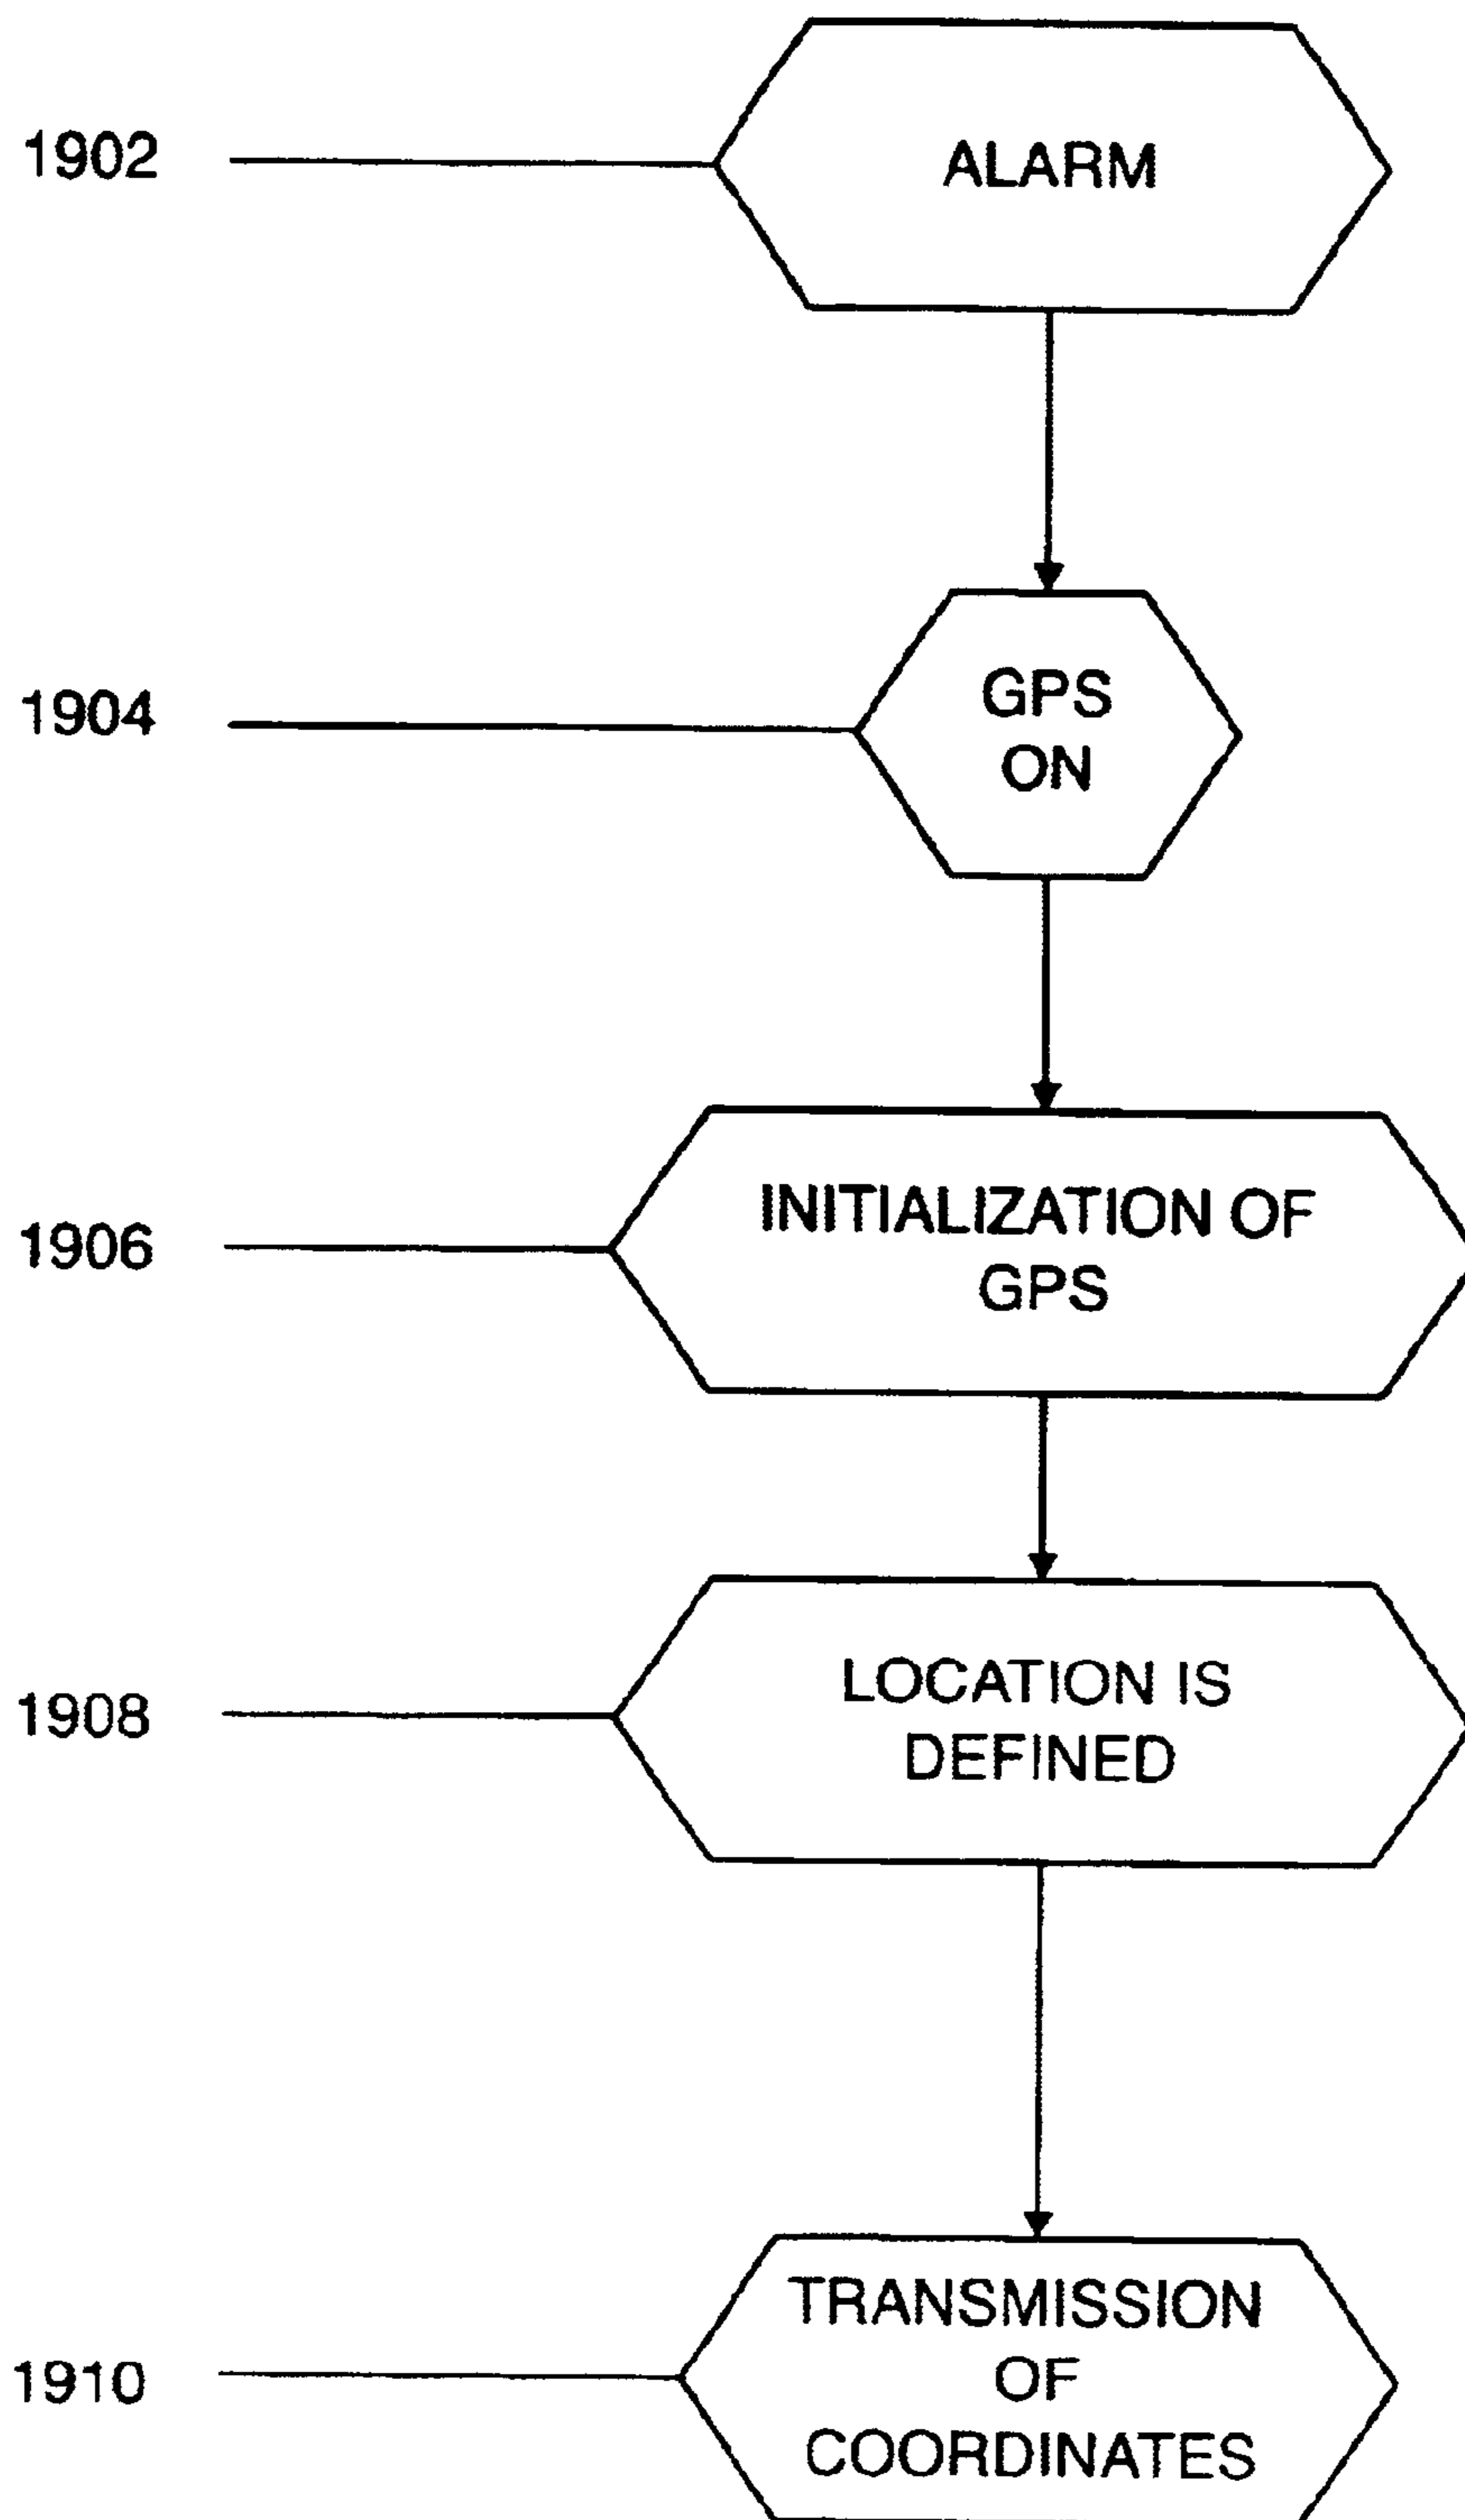 1902
ALARM
1904
GPS
ON
1906
INITIALIZATION OF
GPS
1908
LOCATION IS
DEFINED
1910
TRANSMISSION
OF
COORDINATES